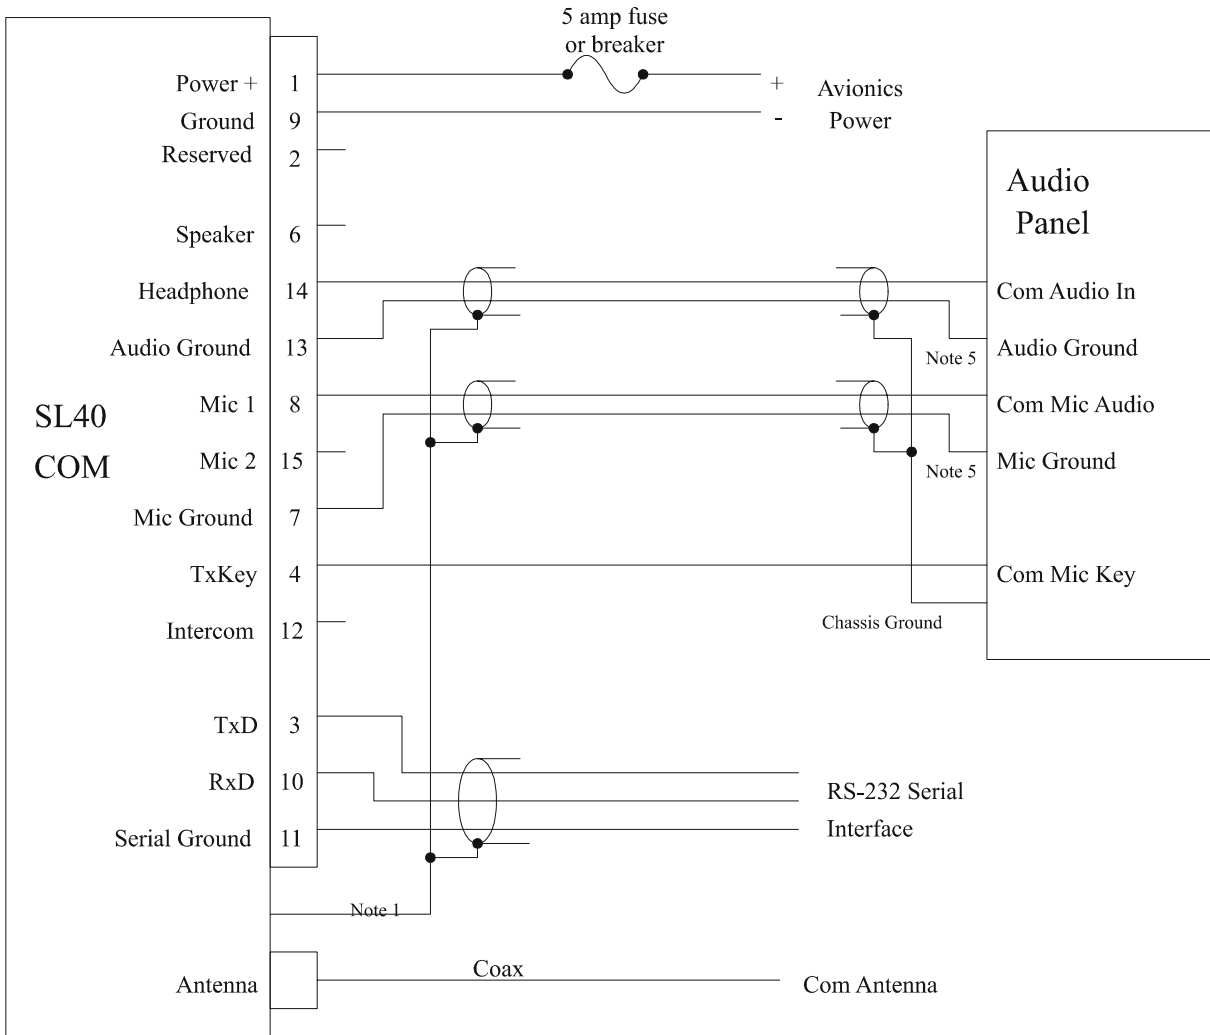 5 amp fuse
or breaker
Power + 1
+ Avionics
Ground 9
- Power
Reserved 2
Audio
Panel
Speaker 6
Headphone 14
Com Audio In
Audio Ground 13
Note 5 Audio Ground
SL40
COM
Mic 1 8
Com Mic Audio
Mic 2 15
Note 5 Mic Ground
Mic Ground 7
TxKey 4
Com Mic Key
Intercom 12
Chassis Ground
TxD 3
RxD 10
RS-232 Serial
Interface
Serial Ground 11
Note 1
Antenna
Coax
Com Antenna